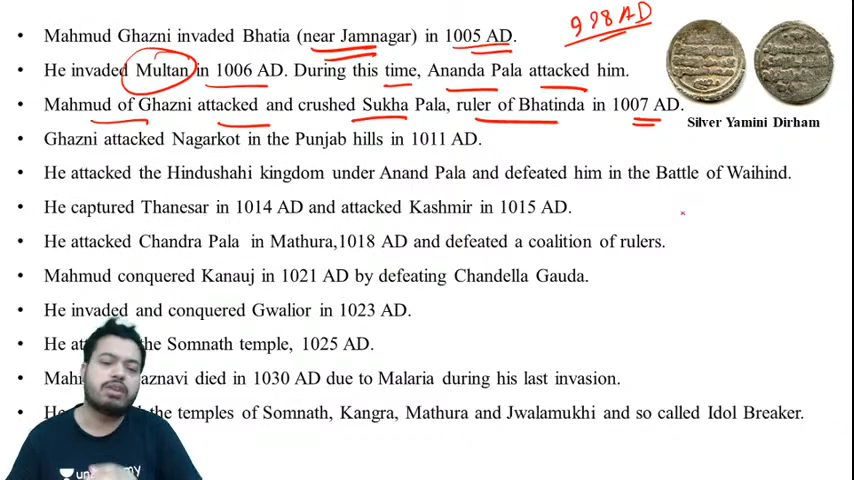 998 AD
Mahmud Ghazni invaded Bhatia (near Jamnagar) in 1005 AD.
He invaded Multan in 1006 AD. During this time, Ananda Pala attacked him.
Mahmud of Ghazni attacked and crushed Sukha Pala, ruler of Bhatinda in 1007 AD.
Silver Yamini Dirham
Ghazni attacked Nagarkot in the Punjab hills in 1011 AD.
He attacked the Hindushahi kingdom under Anand Pala and defeated him in the Battle of Waihind.
He captured Thanesar in 1014 AD and attacked Kashmir in 1015 AD.
He attacked Chandra Pala in Mathura,1018 AD and defeated a coalition of rulers.
Mahmud conquered Kanauj in 1021 AD by defeating Chandella Gauda.
He invaded and conquered Gwalior in 1023 AD.
He the Somnath temple, 1025 AD.
died in 1030 AD due to Malaria during his last invasion.
the temples of Somnath, Kangra, Mathura and Jwalamukhi and so called Idol Breaker.